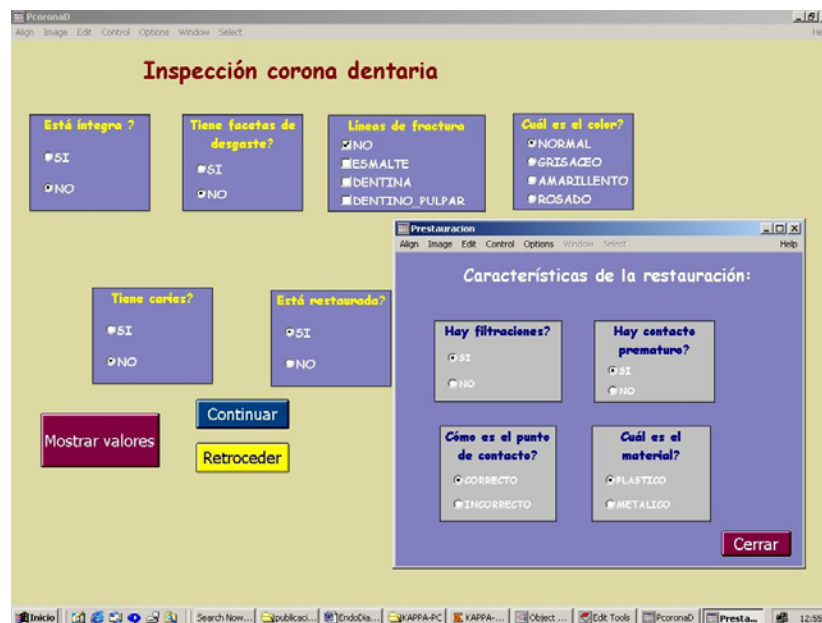 PcoronaD
Align Image Edit Control Options Window Select
Inspección corona dentaria
Está íntegra ?
SI
NO
Tiene facetas de
desgaste?
SI
NO
Líneas de fractura
NO
ESMALTE
DENTINA
DENTINO_PULPAR
Cuál es el color?
NORMAL
GRISACEO
AMARILLENTO
ROSADO
Tiene caries?
SI
NO
Está restaurada?
SI
NO
Mostrar valores
Continuar
Retroceder
Prestauracion
Align Image Edit Control Options Window Select Help
Características de la restauración:
Hay filtraciones?
SI
NO
Hay contacto
prematuro?
SI
NO
Cómo es el punto
de contacto?
CORRECTO
INCORRECTO
Cuál es el
material?
PLASTICO
METALICO
Cerrar
Inicio Search Now... publicaci... EndoDia... KAPPA-PC KAPPA-... Object ... Edit Tools PcoronaD Presta... 12:55